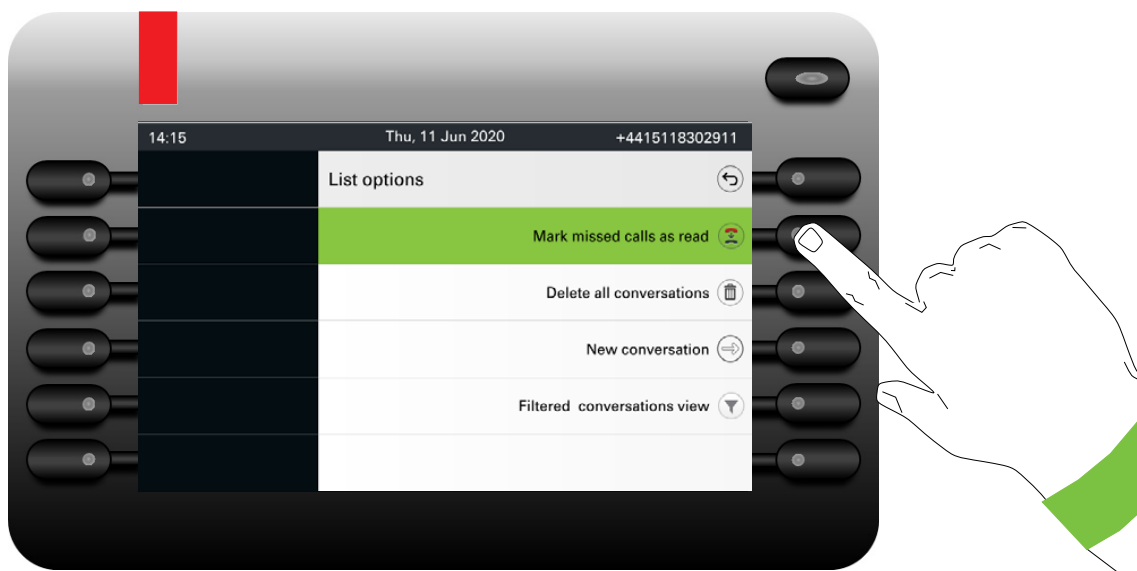 14:15 Thu, 11 Jun 2020 +4415118302911
List options
Mark missed calls as read
Delete all conversations
New conversation
Filtered conversations view